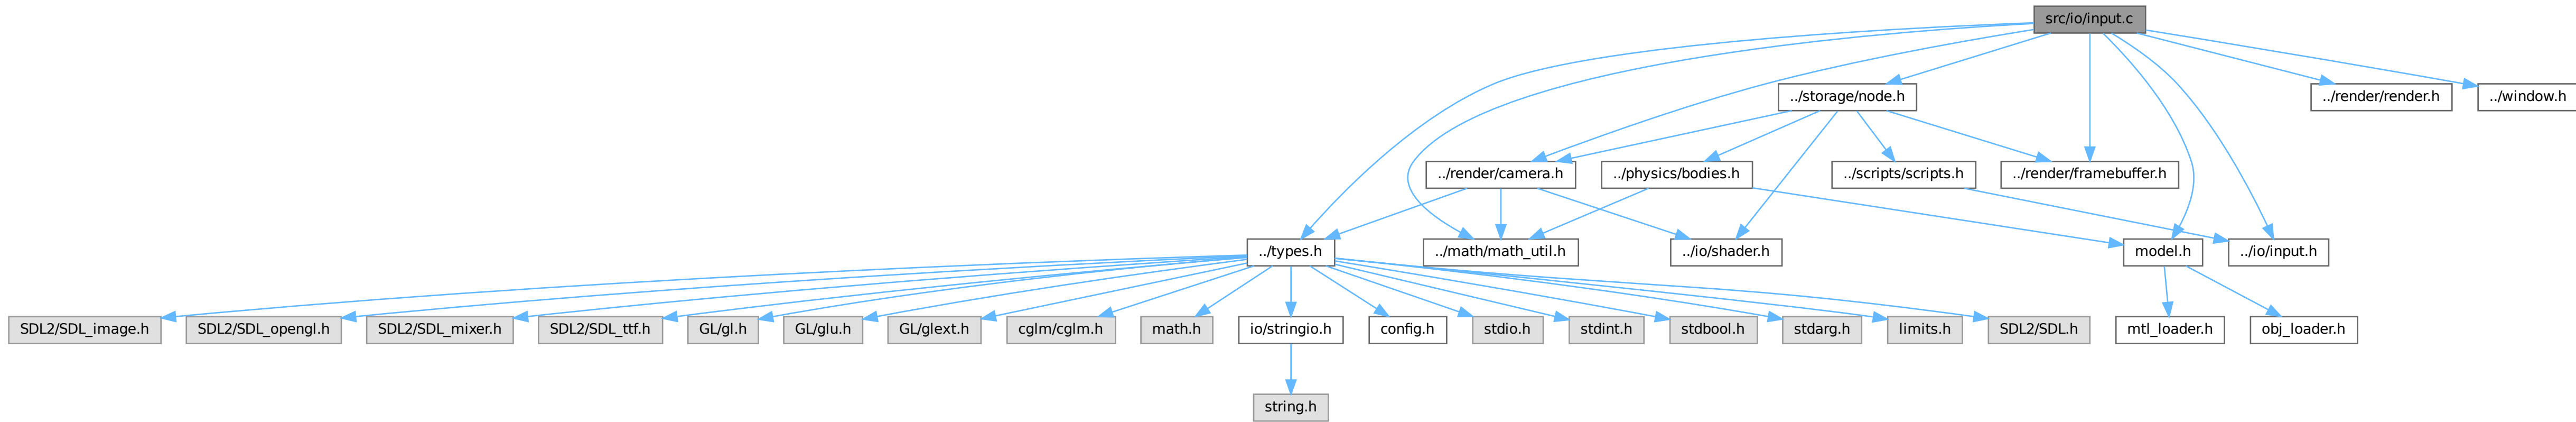 src/io/input.c
../storage/node.h
../render/render.h
../window.h
../render/camera.h
../physics/bodies.h
../scripts/scripts.h
../render/framebuffer.h
../types.h
../math/math_util.h
../io/shader.h
model.h
../io/input.h
SDL2/SDL_image.h
SDL2/SDL_opengl.h
SDL2/SDL_mixer.h
SDL2/SDL_ttf.h
GL/gl.h
GL/glu.h
GL/glext.h
cglm/cglm.h
math.h
io/stringio.h
config.h
stdio.h
stdint.h
stdbool.h
stdarg.h
limits.h
SDL2/SDL.h
mtl_loader.h
obj_loader.h
string.h